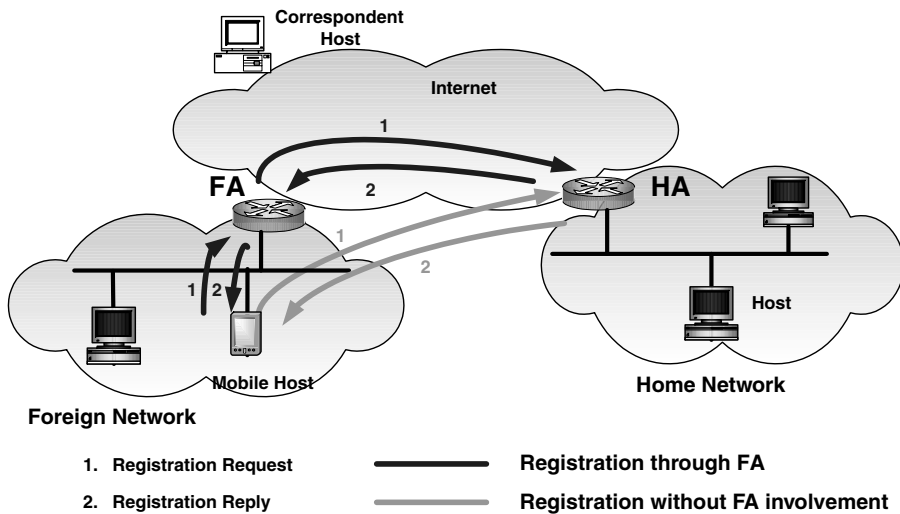 Correspondent
Host
Internet
1
FA
2
HA
1
2
1
2
Host
Mobile Host
Home Network
Foreign Network
1. Registration Request
Registration through FA
2. Registration Reply
Registration without FA involvement